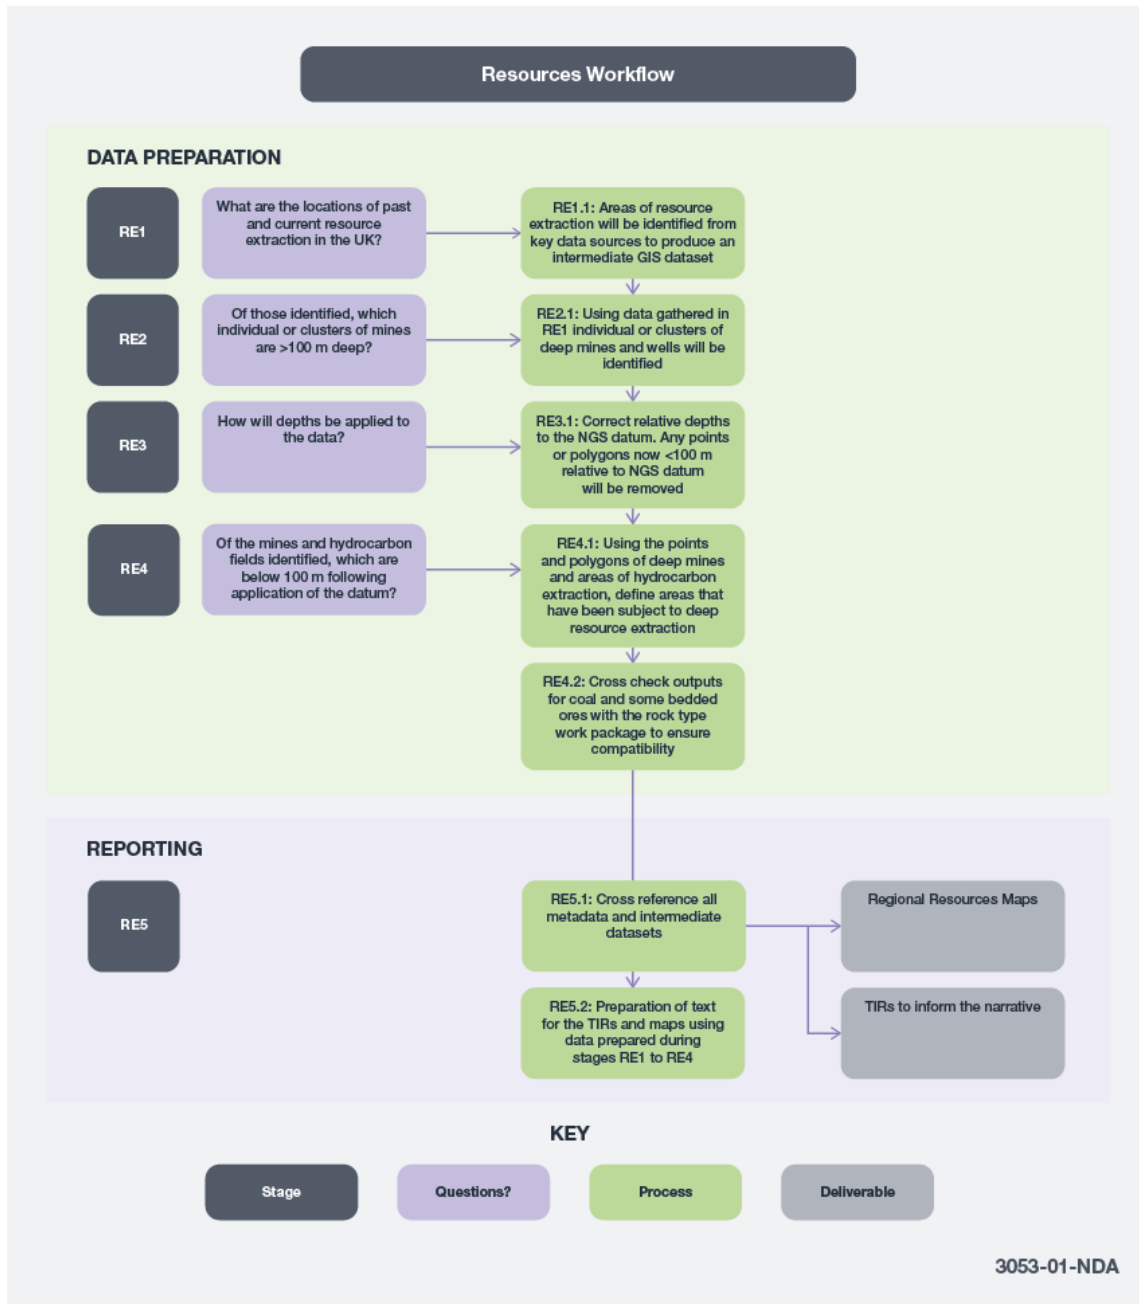 Resources Workflow
DATA PREPARATION
RE1
What are the locations of past
and current resource
extraction in the UK?
RE1.1: Areas of resource
extraction will be identified from
key data sources to produce an
intermediate GIS dataset
RE2
Of those identified, which
individual or clusters of mines
are >100 m deep?
RE2.1: Using data gathered in
RE1 individual or clusters of
deep mines and wells will be
identified
RE3
How will depths be applied to
the data?
RE3.1: Correct relative depths
to the NGS datum. Any points
or polygons now <100 m
relative to NGS datum
will be removed
RE4
Of the mines and hydrocarbon
fields identified, which are
below 100 m following
application of the datum?
RE4.1: Using the points
and polygons of deep mines
and areas of hydrocarbon
extraction, define areas that
have been subject to deep
resource extraction
RE4.2: Cross check outputs
for coal and some bedded
ores with the rock type
work package to ensure
compatibility
REPORTING
RE5
RE5.1: Cross reference all
metadata and intermediate
datasets
Regional Resources Maps
RE5.2: Preparation of text
for the TIRs and maps using
data prepared during
stages RE1 to RE4
TIRs to inform the narrative
KEY
Stage
Questions?
Process
Deliverable
3053-01-NDA